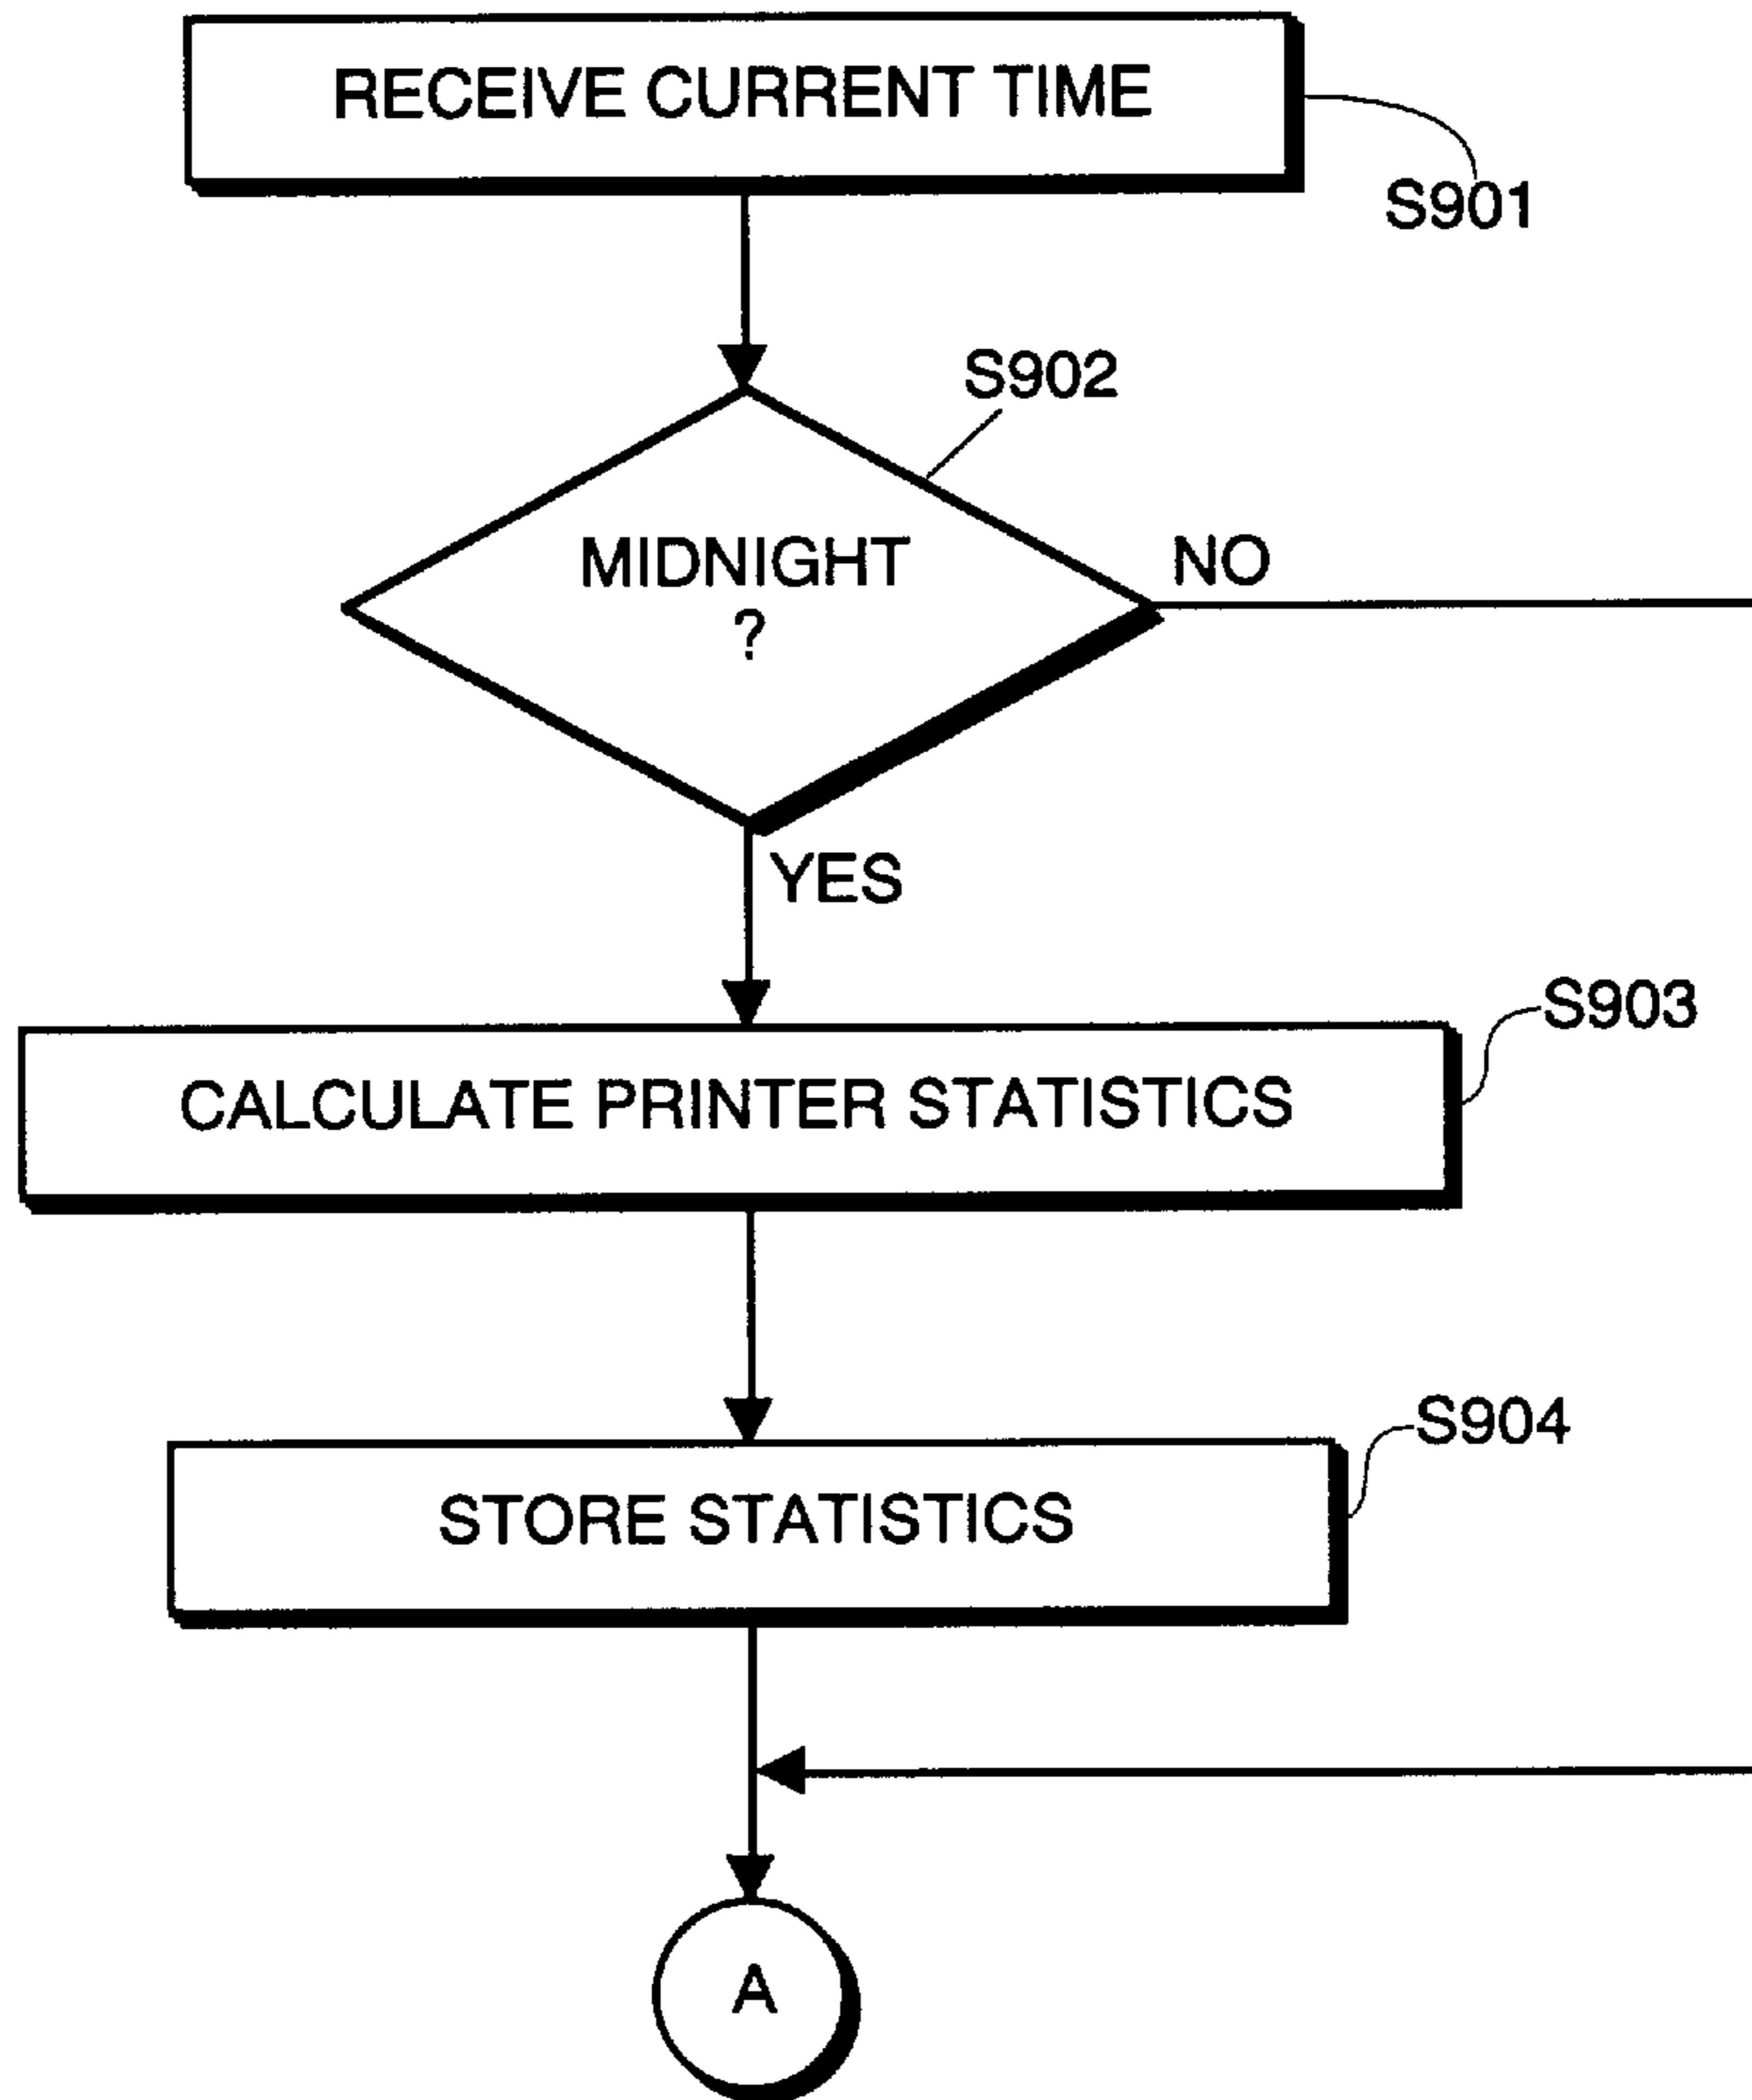 RECEIVE CURRENT TIME
S901
S902
MIDNIGHT
?
NO
YES
S903
CALCULATE PRINTER STATISTICS
S904
STORE STATISTICS
A